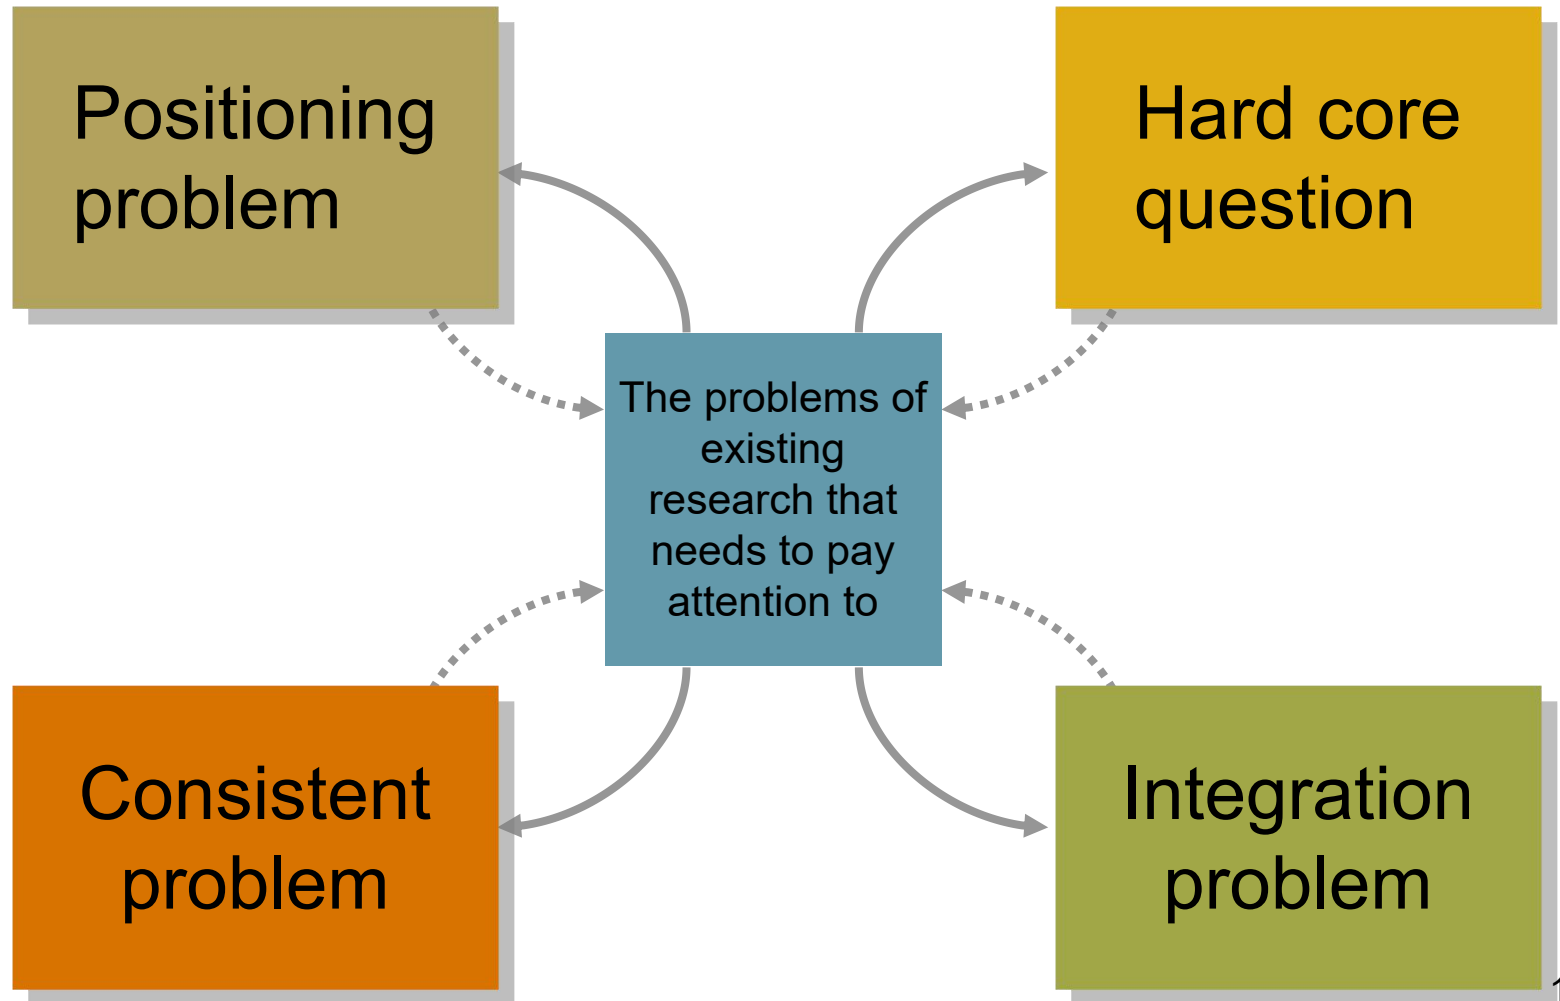 Positioning
problem
Hard core
question
The problems of
existing
research that
needs to pay
attention to
Consistent
problem
Integration
problem